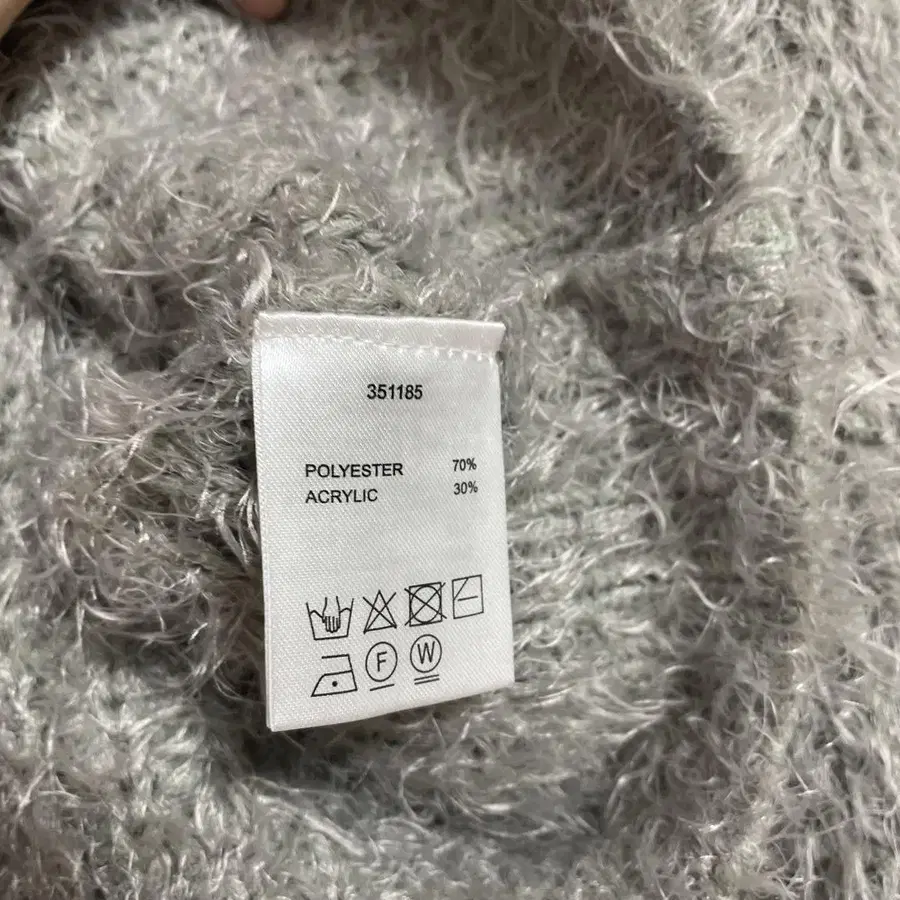 351185
POLYESTER 70%
ACRYLIC 30%
F W